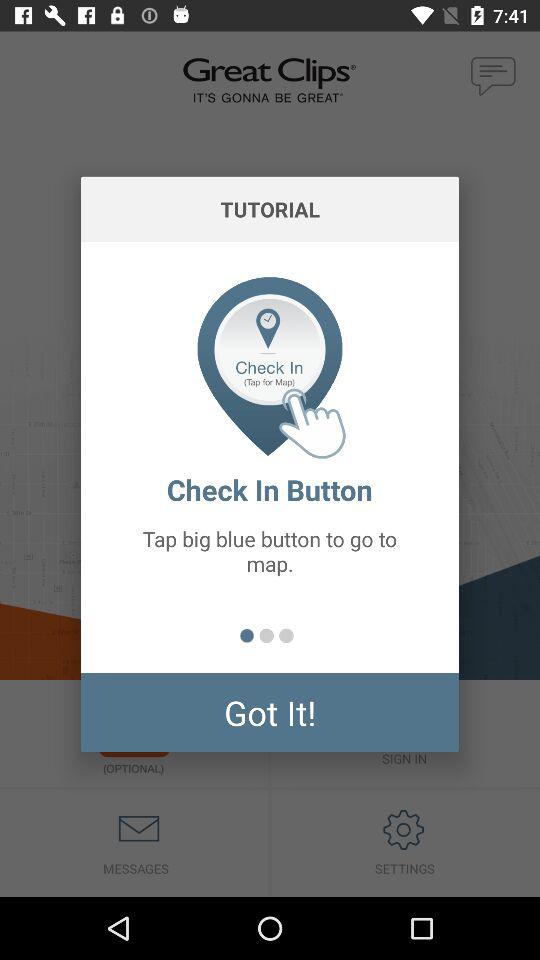 7:41
Great Clips®
IT'S GONNA BE GREAT
TUTORIAL
Check In
(Tap for Map)
Check In Button
Tap big blue button to go to
map.
Got It!
(OPTIONAL)
SIGN IN
MESSAGES
SETTINGS